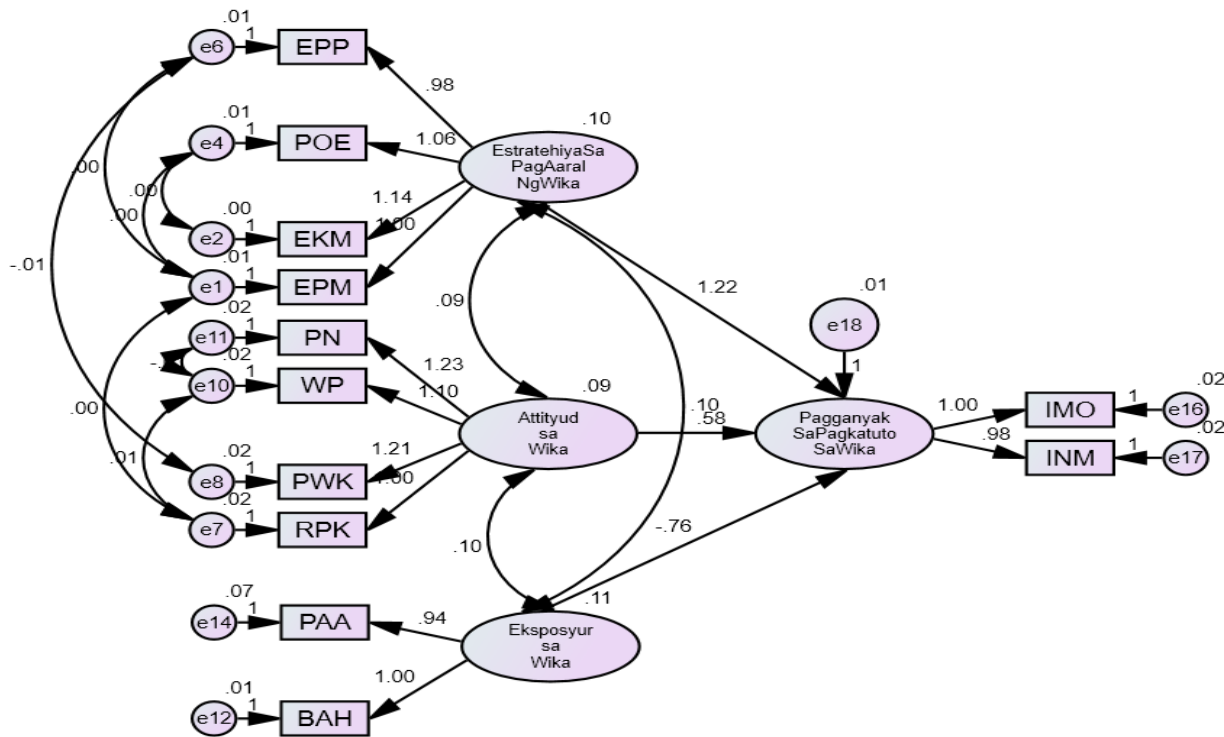 .01
e6
1
EPP
.98
.01
e4
1
POE
1.06
.10
EstratehiyaSa
PagAaral
NgWika
.00
.00
.00
.00
e2
1
EKM
1.14
1.00
-.01
.01
e1
1
EPM
.09
1.22
.01
e18
1
.02
e11
1
PN
1.23
.02
e10
1
WP
1.10
.09
Attityud
sa
Wika
.10
.58
Pagganyak
SaPagkatuto
SaWika
1.00
IMO
1
.02
e16
.98
INM
1
.02
e17
.00
.01
.02
e8
1
PWK
1.21
.02
e7
1
RPK
.10
-.76
.07
e14
1
PAA
.94
.11
Eksposyur
sa
Wika
.01
e12
1
BAH
1.00